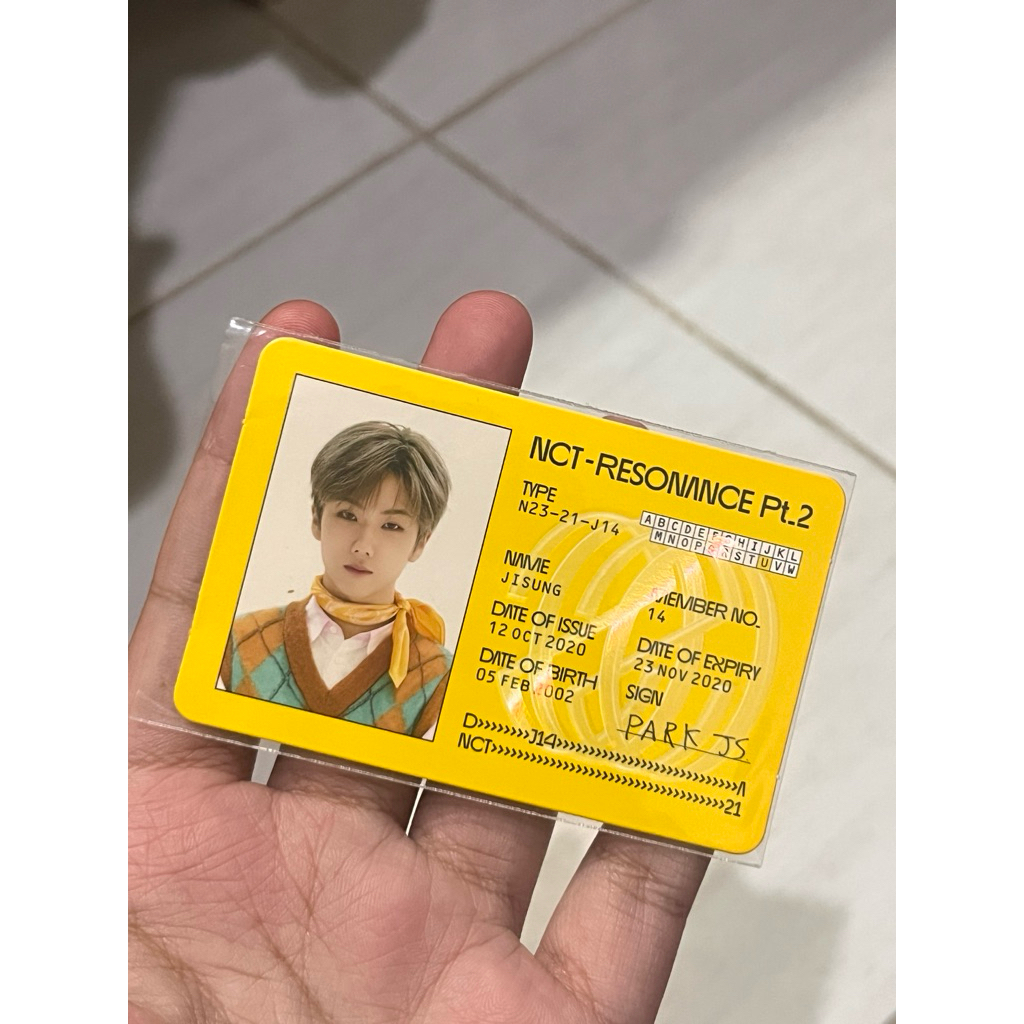 NCT-RESONANCE Pt.2
TYPE
N23-21-J14
ABCDEFGHIJKL
MNOPQRSTUVW
NAME
JISUNG
MEMBER NO.
14
DATE OF ISSUE
12 OCT 2020
DATE OF EXPIRY
23 NOV 2020
DATE OF BIRTH
05 FEB 2002
SIGN
PARK JS
D»»»»J14»»»»»»»»»»»»»»»»»Λ
NCT»»»»»»»»»»»»»»»»»»»»»21